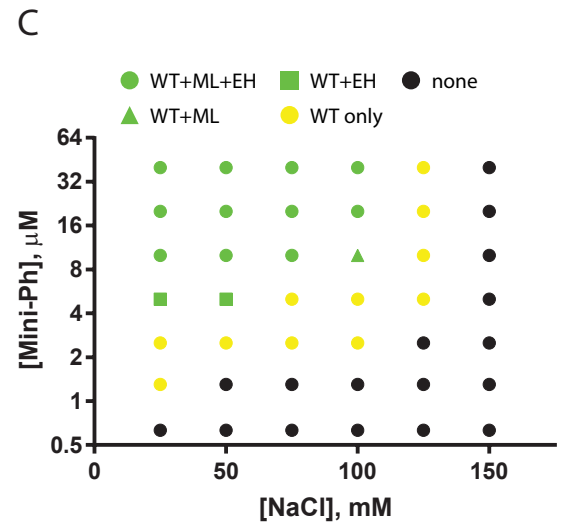 C
WT+ML+EH WT+EH none
WT+ML WT only
64
32
16
8
4
2
1
0.5
[Mini-Ph], μM
0 50 100 150
[NaCl], mM